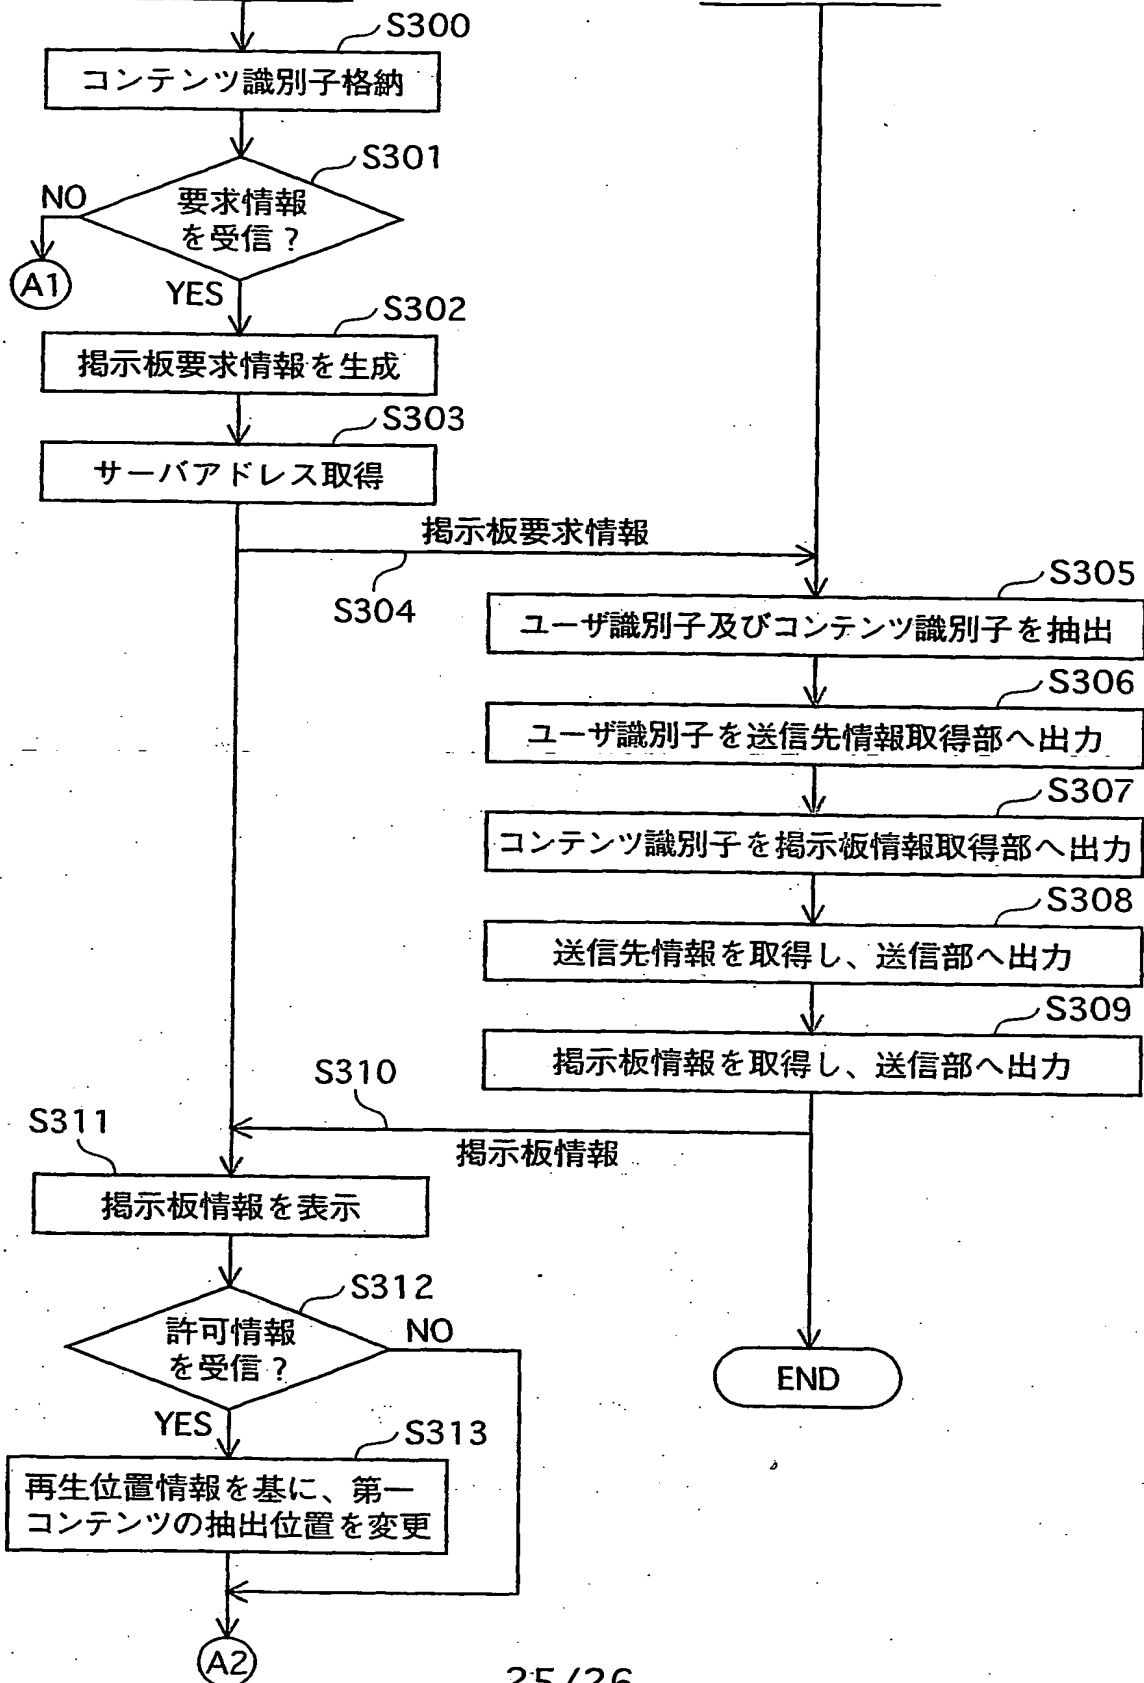 S300
コンテンツ識別子格納
S301
要求情報
を受信?
NO
A1
YES
S302
掲示板要求情報を生成
S303
サーバアドレス取得
掲示板要求情報
S304
S305
ユーザ識別子及びコンテンツ識別子を抽出
S306
ユーザ識別子を送信先情報取得部へ出力
S307
コンテンツ識別子を掲示板情報取得部へ出力
S308
送信先情報を取得し、送信部へ出力
S309
掲示板情報を取得し、送信部へ出力
S310
掲示板情報
S311
掲示板情報を表示
S312
許可情報
を受信?
NO
YES
END
S313
再生位置情報を基に、第一
コンテンツの抽出位置を変更
A2
25/26